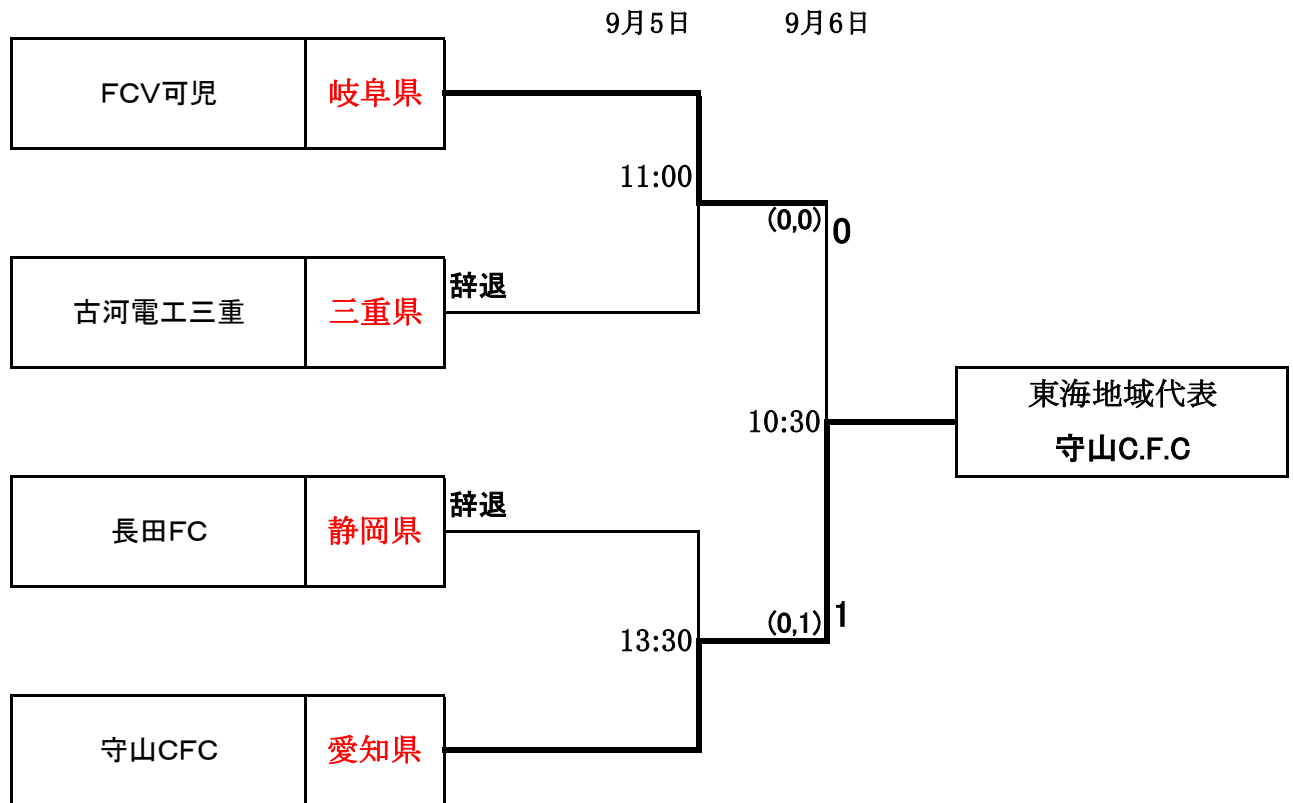 9月5日
9月6日
FCV可児
岐阜県
11:00
(0,0)
0
古河電工三重
三重県
辞退
10:30
東海地域代表
守山C.F.C
長田FC
静岡県
辞退
13:30
(0,1)
1
守山CFC
愛知県